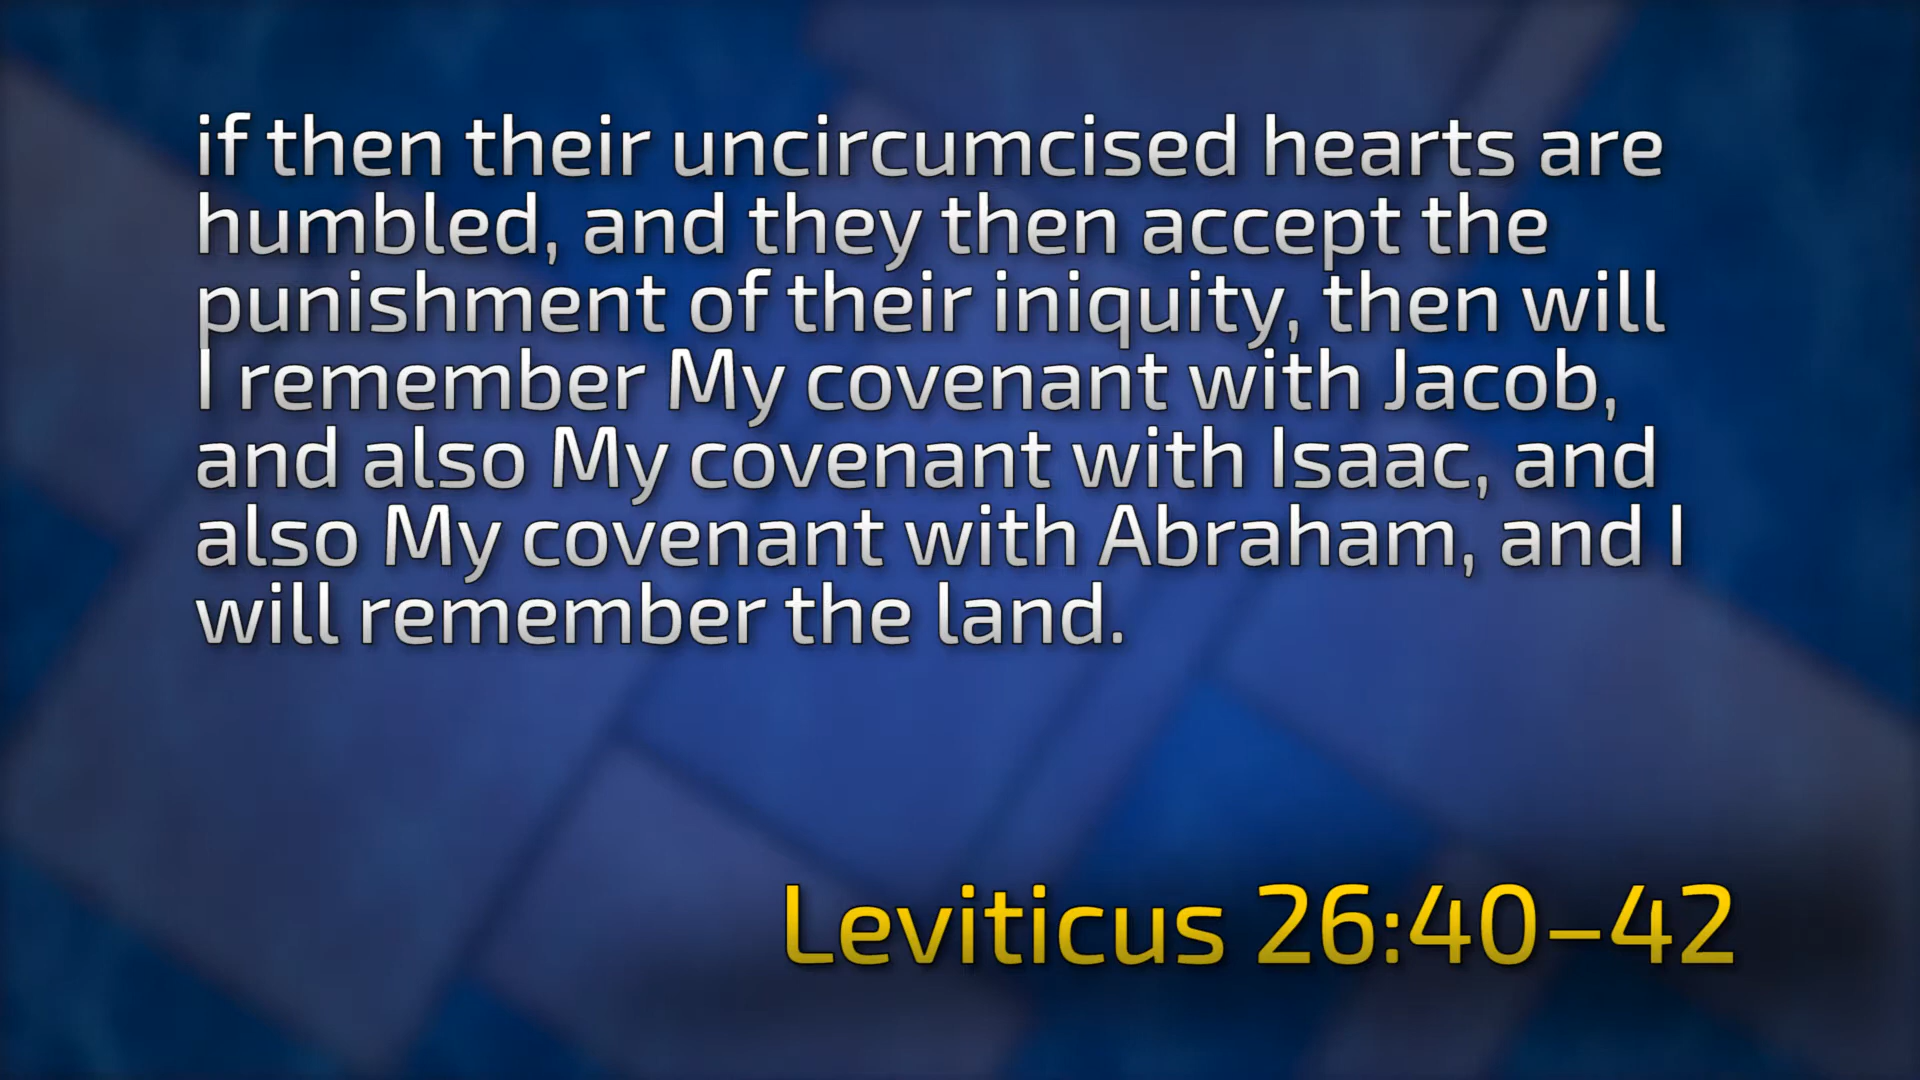 if then their uncircumcised hearts are
humbled, and they then accept the
punishment of their iniquity, then will
I remember My covenant with Jacob,
and also My covenant with Isaac, and
also My covenant with Abraham, and I
will remember the land.
Leviticus 26:40–42